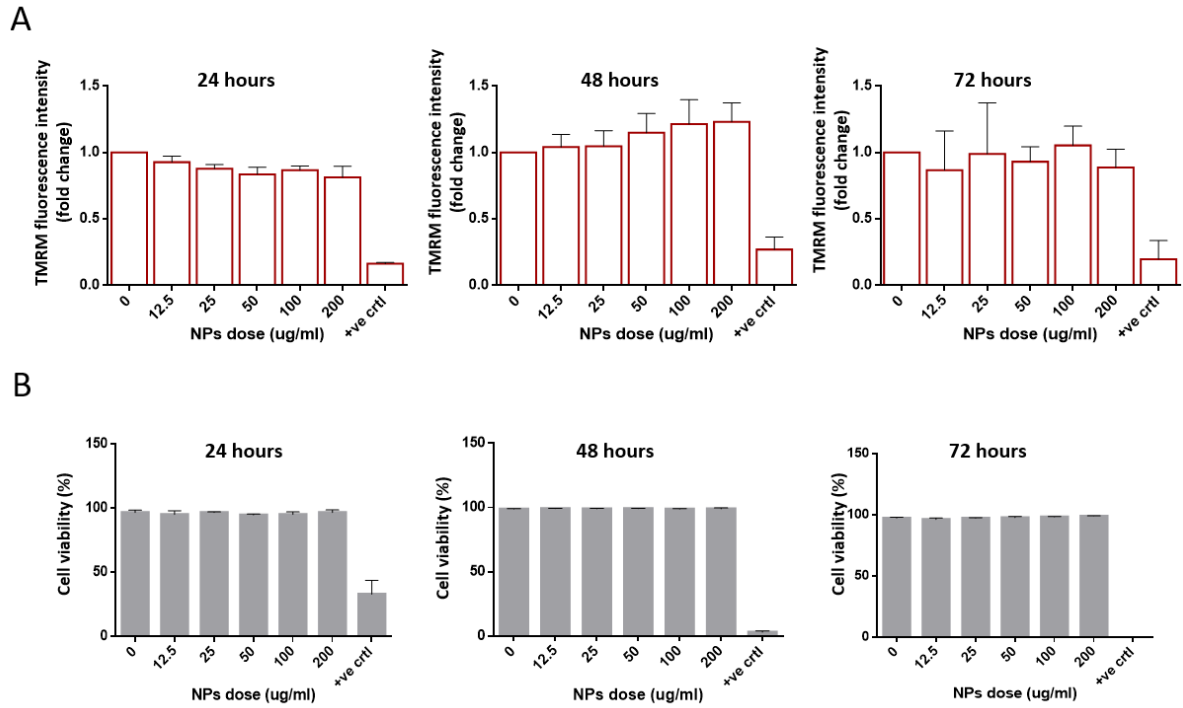 A
24 hours
TMRM fluorescence intensity
(fold change)
1.5
1.0
0.5
0.0
0
12.5
25
50
100
200
+ve crtl
NPs dose (ug/ml)
48 hours
TMRM fluorescence intensity
(fold change)
1.5
1.0
0.5
0.0
0
12.5
25
50
100
200
+ve crtl
NPs dose (ug/ml)
72 hours
TMRM fluorescence intensity
(fold change)
1.5
1.0
0.5
0.0
0
12.5
25
50
100
200
+ve crtl
NPs dose (ug/ml)
B
24 hours
Cell viability (%)
150
100
50
0
0
12.5
25
50
100
200
+ve crtl
NPs dose (ug/ml)
48 hours
Cell viability (%)
150
100
50
0
0
12.5
25
50
100
200
+ve crtl
NPs dose (ug/ml)
72 hours
Cell viability (%)
150
100
50
0
0
12.5
25
50
100
200
+ve crtl
NPs dose (ug/ml)